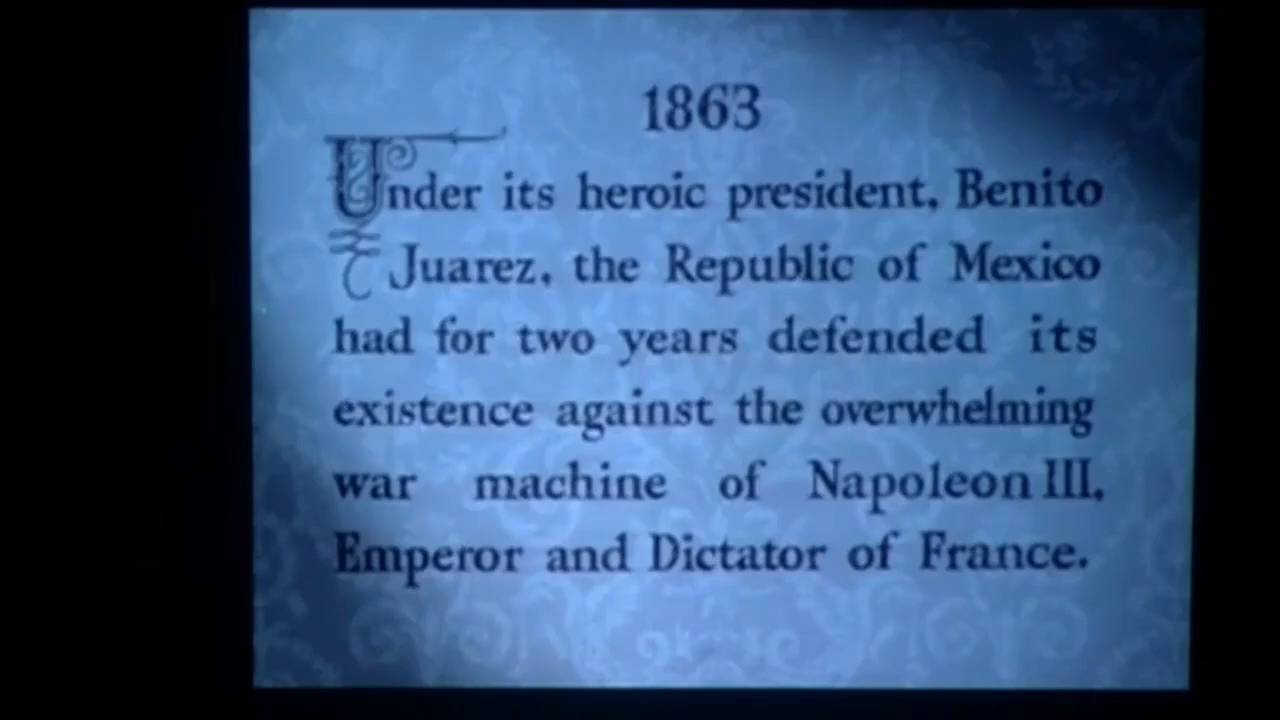 1863
Under its heroic president, Benito
Juarez, the Republic of Mexico
had for two years defended its
existence against the overwhelming
war machine of Napoleon III,
Emperor and Dictator of France.